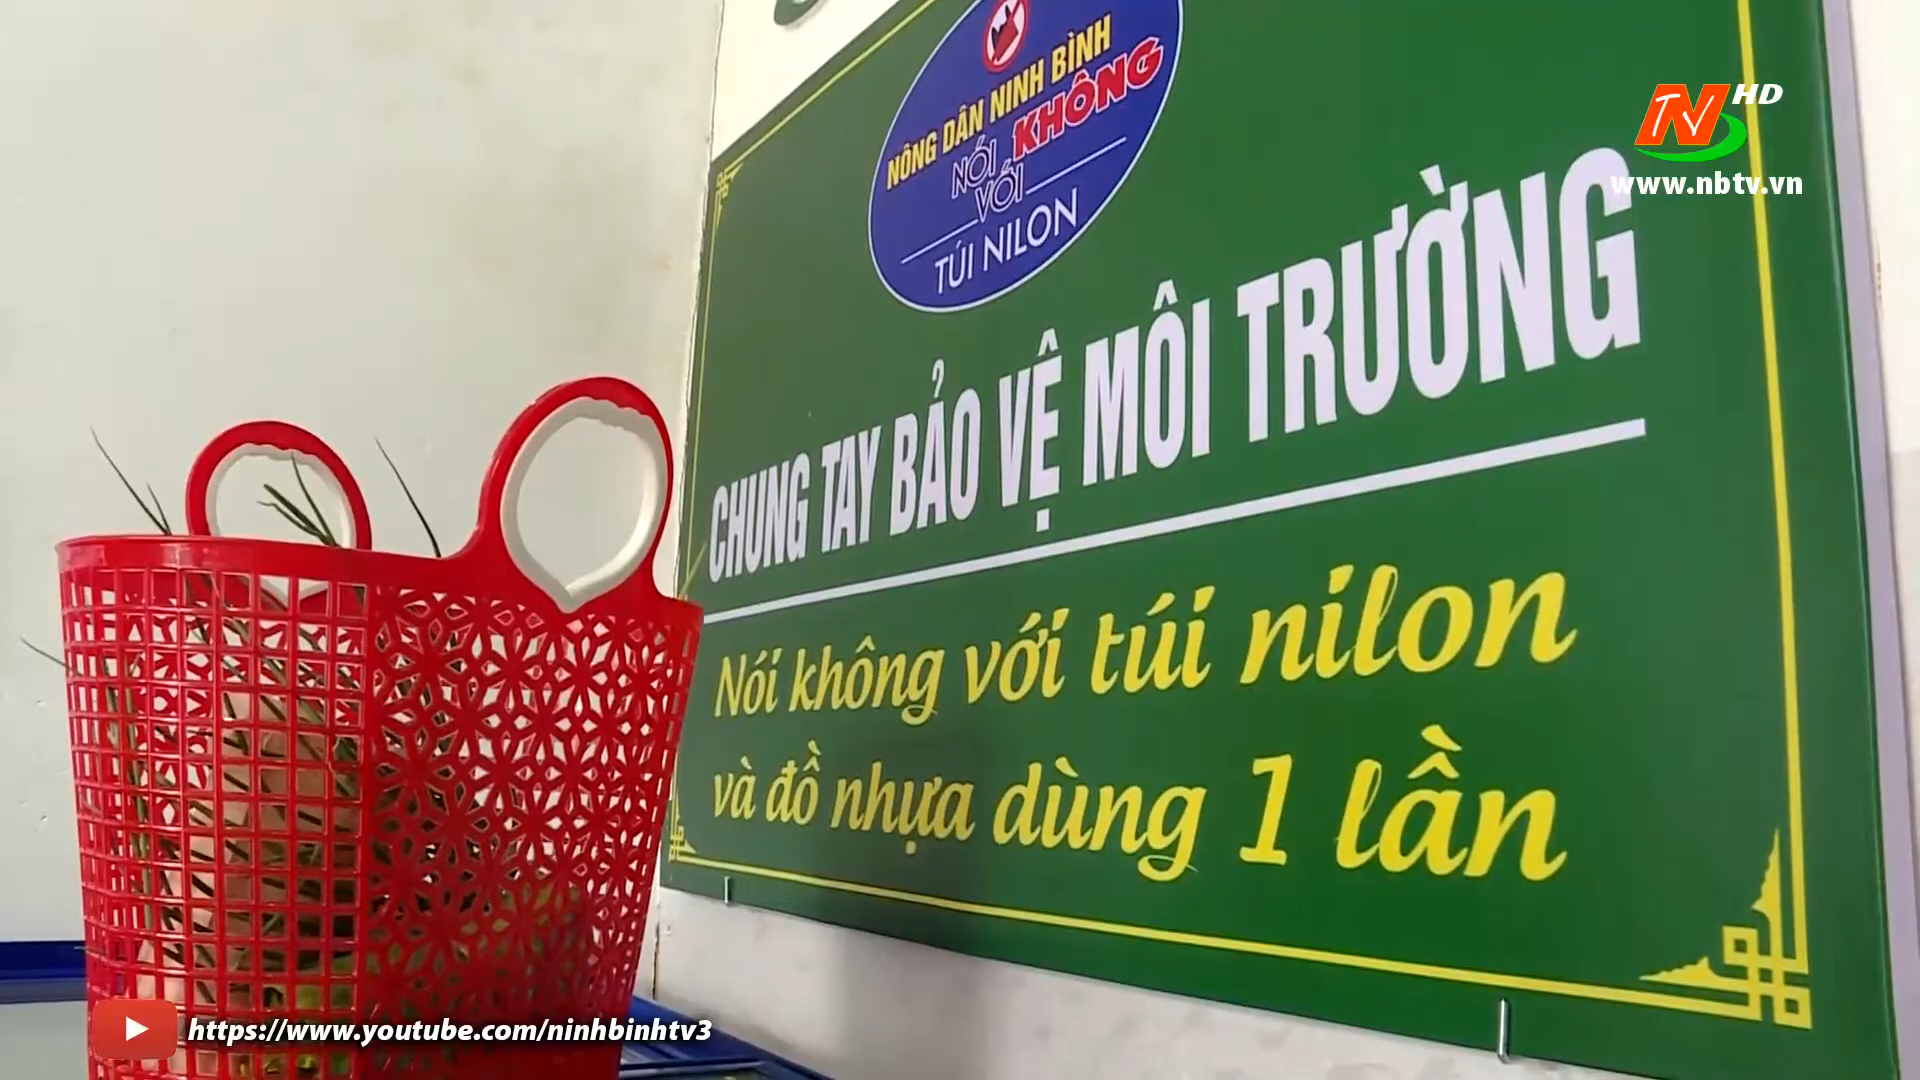 NÔNG DÂN NINH BÌNH
NÓI KHÔNG
VỚI
TÚI NILON
CHUNG TAY BẢO VỆ MÔI TRƯỜNG
Nói không với túi nilon
và đồ nhựa dùng 1 lần
NTV HD
www.nbtv.vn
https://www.youtube.com/ninhbinhtv3